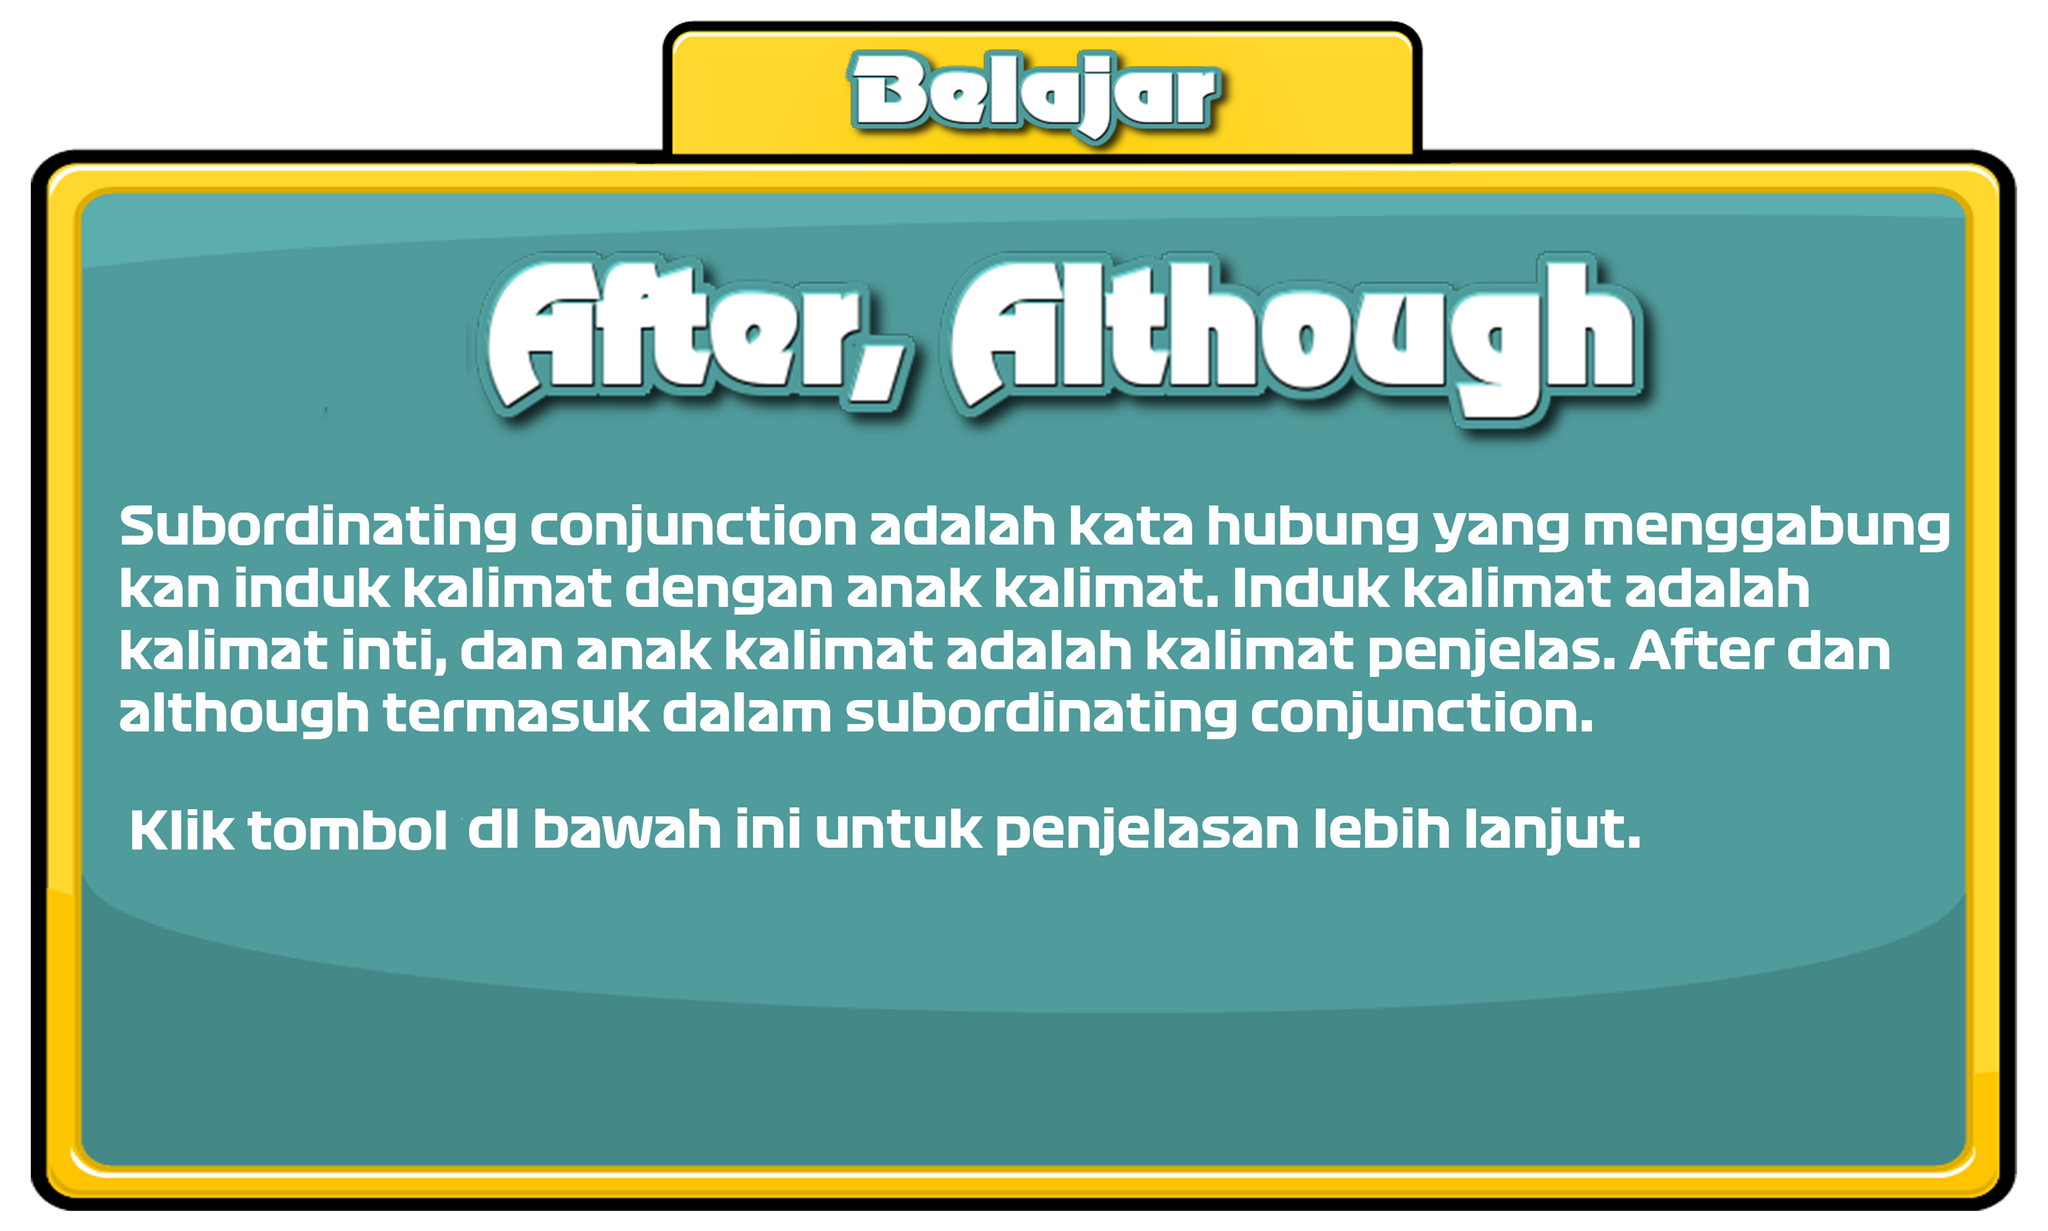 Belajar
After, Although
Subordinating conjunction adalah kata hubung yang menggabung
kan induk kalimat dengan anak kalimat. Induk kalimat adalah
kalimat inti, dan anak kalimat adalah kalimat penjelas. After dan
although termasuk dalam subordinating conjunction.
Klik tombol dI bawah ini untuk penjelasan lebih lanjut.